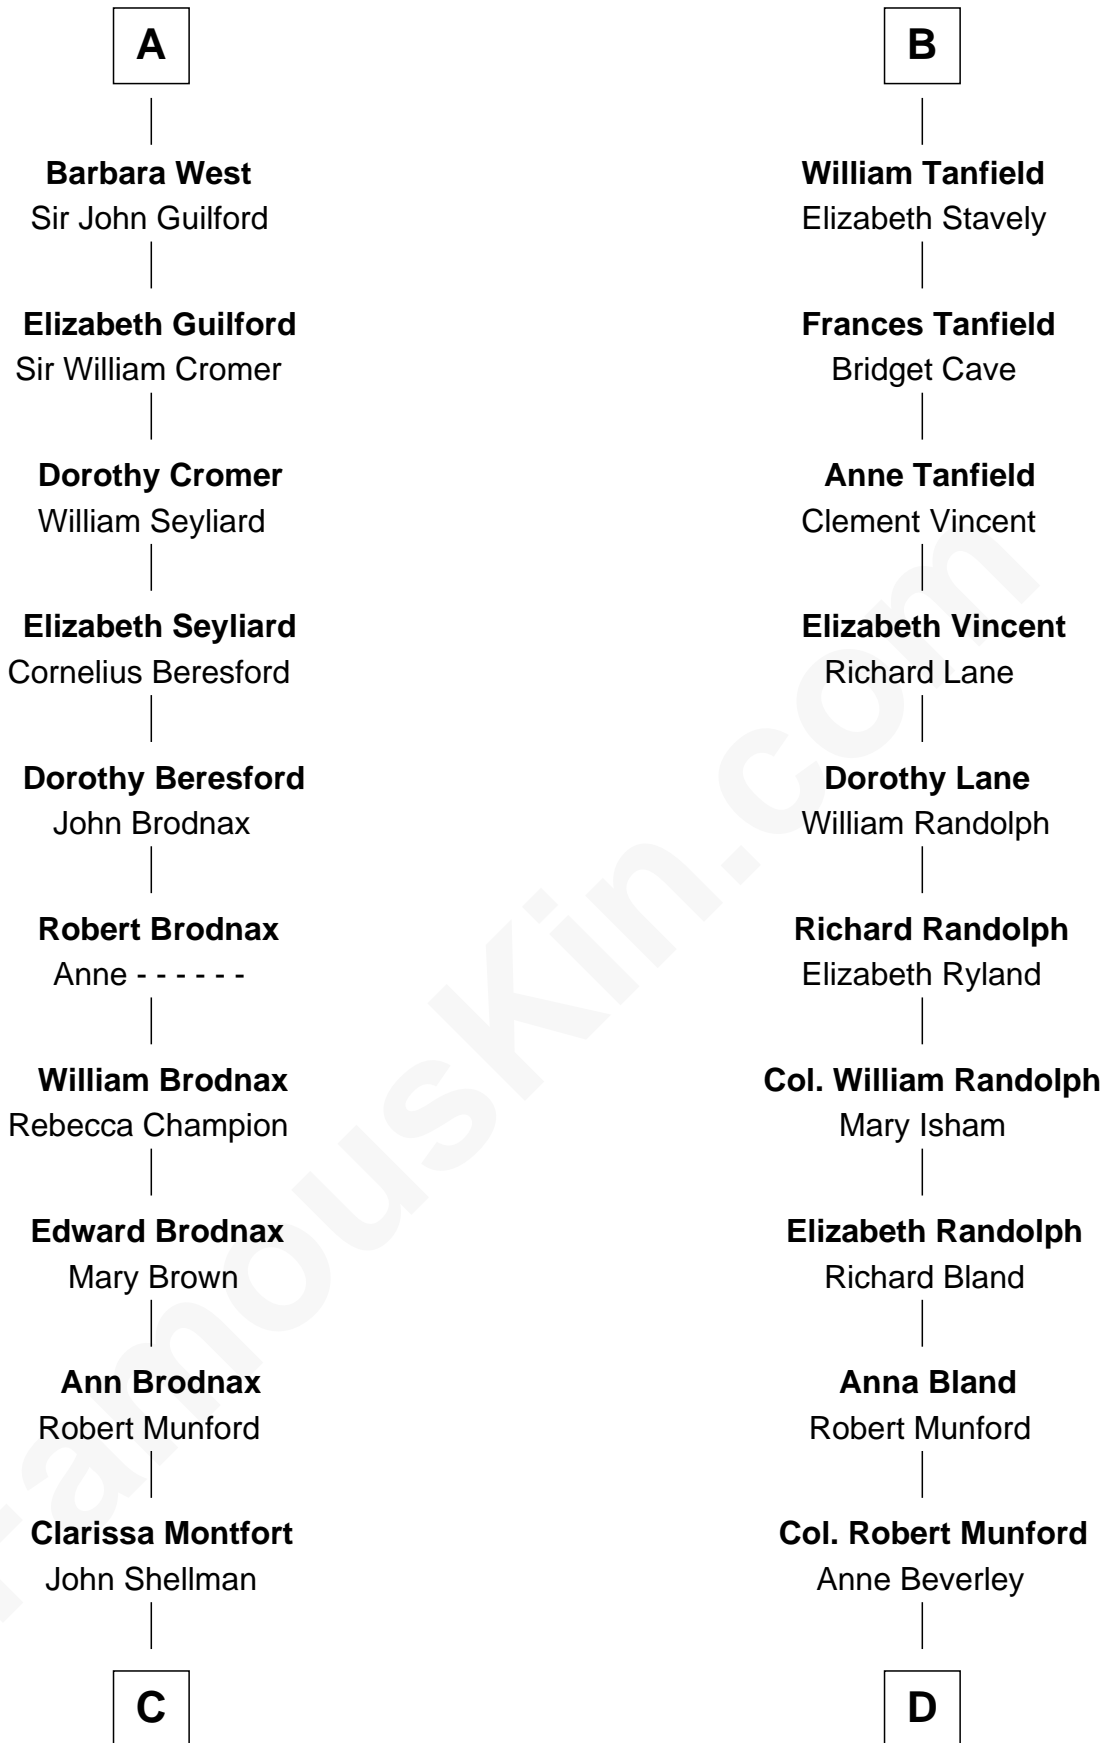 A
Barbara West
Sir John Guilford
Elizabeth Guilford
Sir William Cromer
Dorothy Cromer
William Seyliard
Elizabeth Seyliard
Cornelius Beresford
Dorothy Beresford
John Brodnax
Robert Brodnax
Anne - - - - - -
William Brodnax
Rebecca Champion
Edward Brodnax
Mary Brown
Ann Brodnax
Robert Munford
Clarissa Montfort
John Shellman
C
B
William Tanfield
Elizabeth Stavely
Frances Tanfield
Bridget Cave
Anne Tanfield
Clement Vincent
Elizabeth Vincent
Richard Lane
Dorothy Lane
William Randolph
Richard Randolph
Elizabeth Ryland
Col. William Randolph
Mary Isham
Elizabeth Randolph
Richard Bland
Anna Bland
Robert Munford
Col. Robert Munford
Anne Beverley
D
FamousKin.com